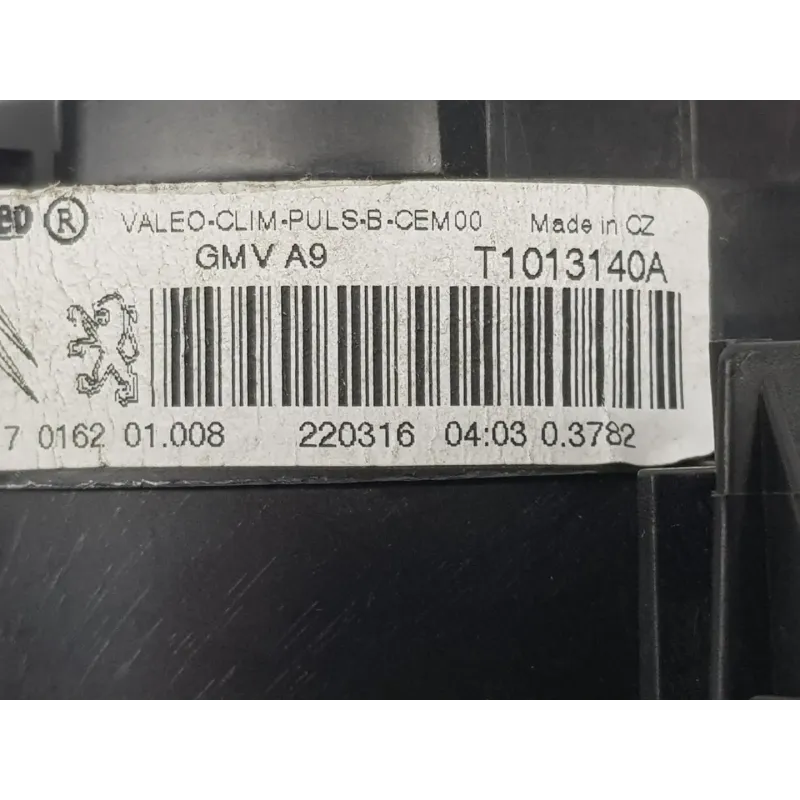 ® VALEO-CLIM-PULS-B-CEM00 Made in CZ
GMV A9 T1013140A
7 0162 01.008 220316 04:03 0.3782